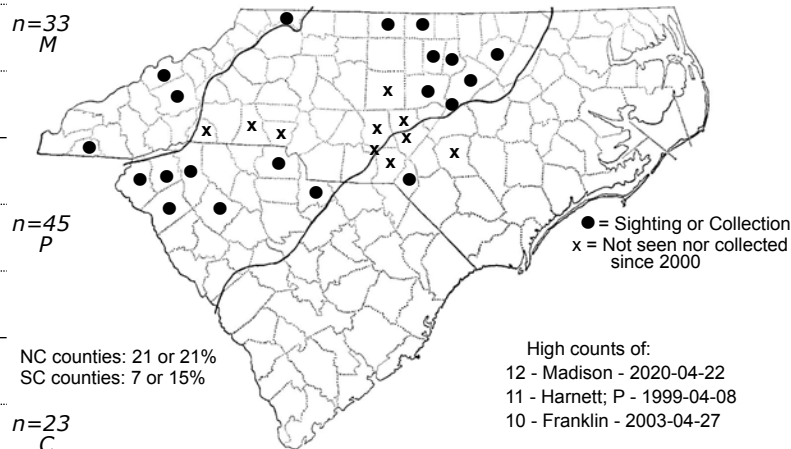 n=33
M
n=45
P
n=23
C
● = Sighting or Collection
x = Not seen nor collected
since 2000
NC counties: 21 or 21%
SC counties: 7 or 15%
High counts of:
12 - Madison - 2020-04-22
11 - Harnett; P - 1999-04-08
10 - Franklin - 2003-04-27